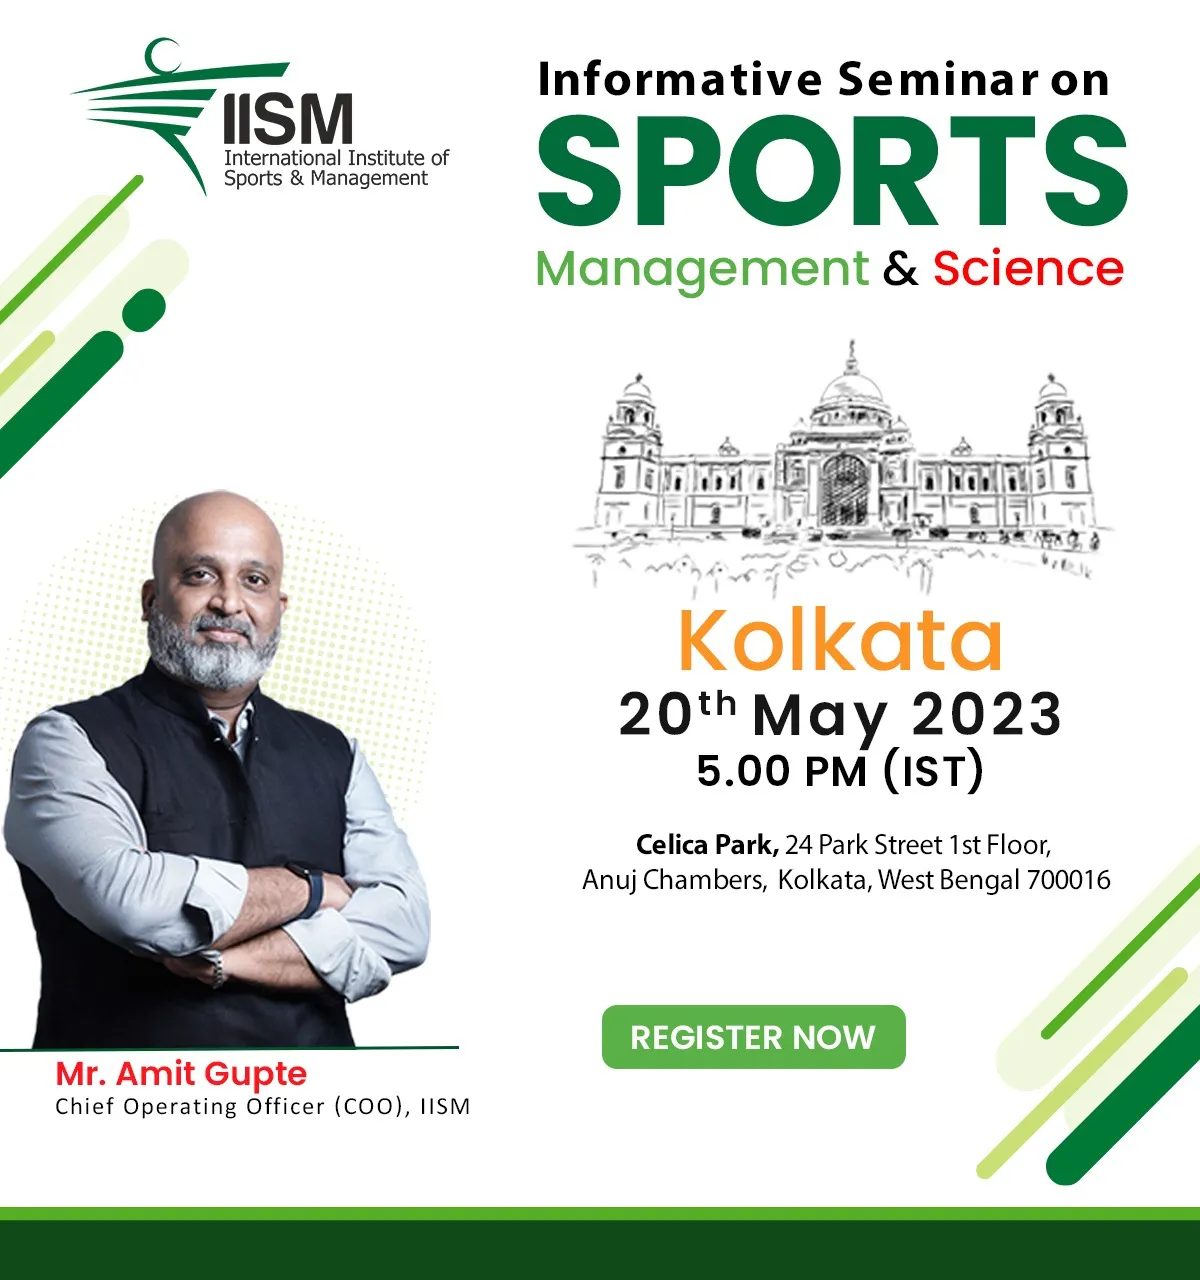 IISM
International Institute of
Sports & Management
Informative Seminar on
SPORTS
Management & Science
Kolkata
20th May 2023
5.00 PM (IST)
Celica Park, 24 Park Street 1st Floor,
Anuj Chambers, Kolkata, West Bengal 700016
REGISTER NOW
Mr. Amit Gupte
Chief Operating Officer (COO), IISM